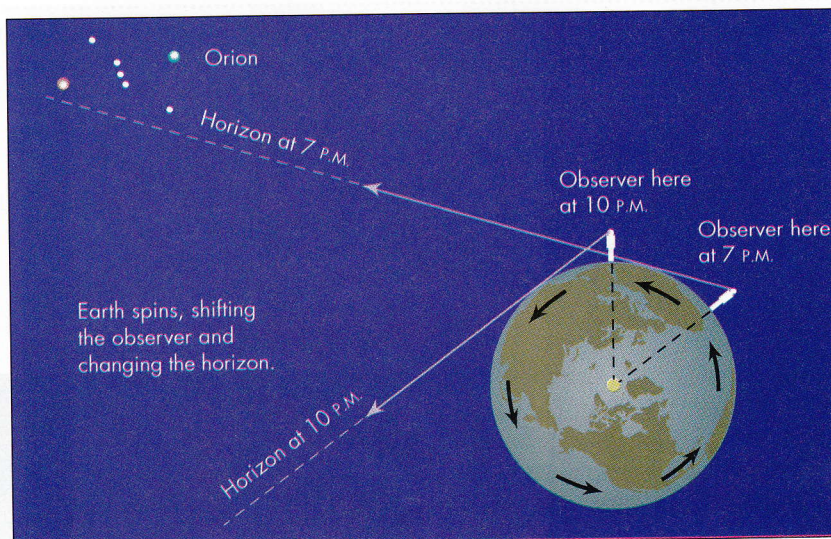 Orion
Horizon at 7 P.M.
Observer here
at 10 P.M.
Observer here
at 7 P.M.
Earth spins, shifting
the observer and
changing the horizon.
Horizon at 10 P.M.